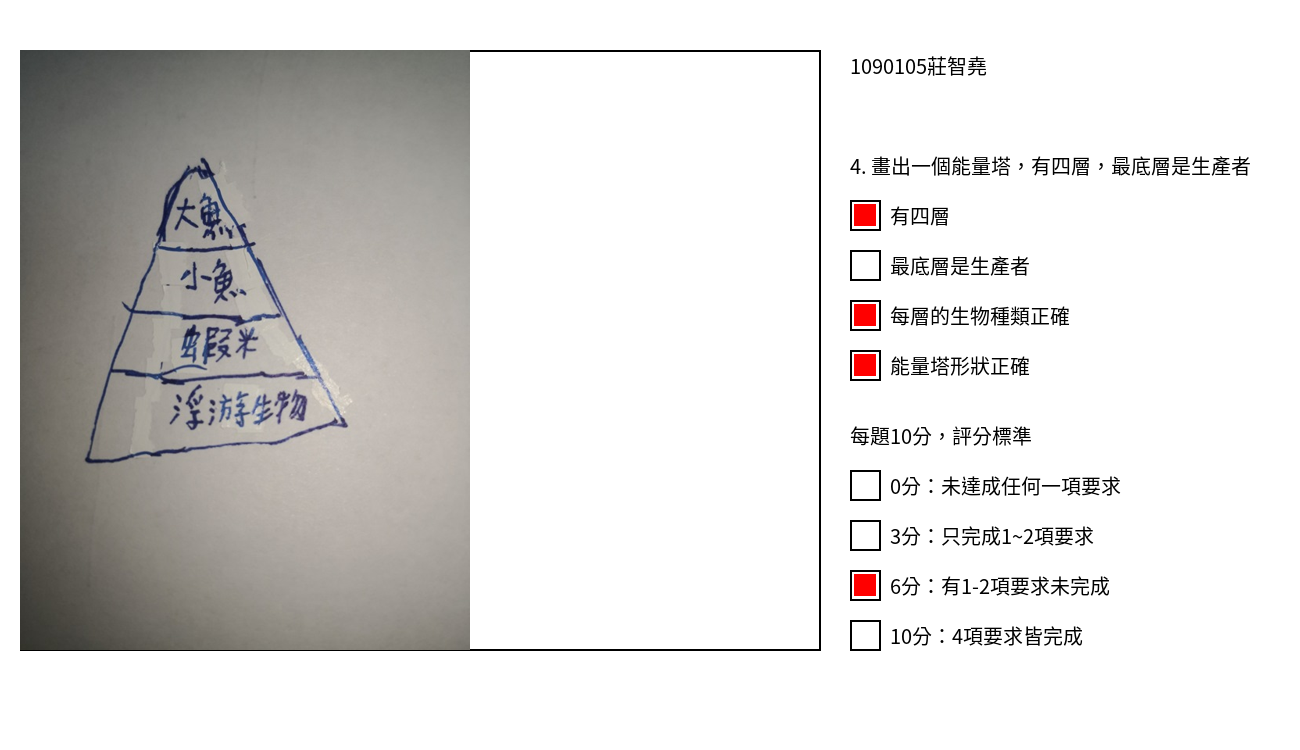 大魚
小魚
蝦米
浮游生物
1090105莊智堯
4. 畫出一個能量塔，有四層，最底層是生產者
有四層
最底層是生產者
每層的生物種類正確
能量塔形狀正確
每題10分，評分標準
0分：未達成任何一項要求
3分：只完成1~2項要求
6分：有1-2項要求未完成
10分：4項要求皆完成